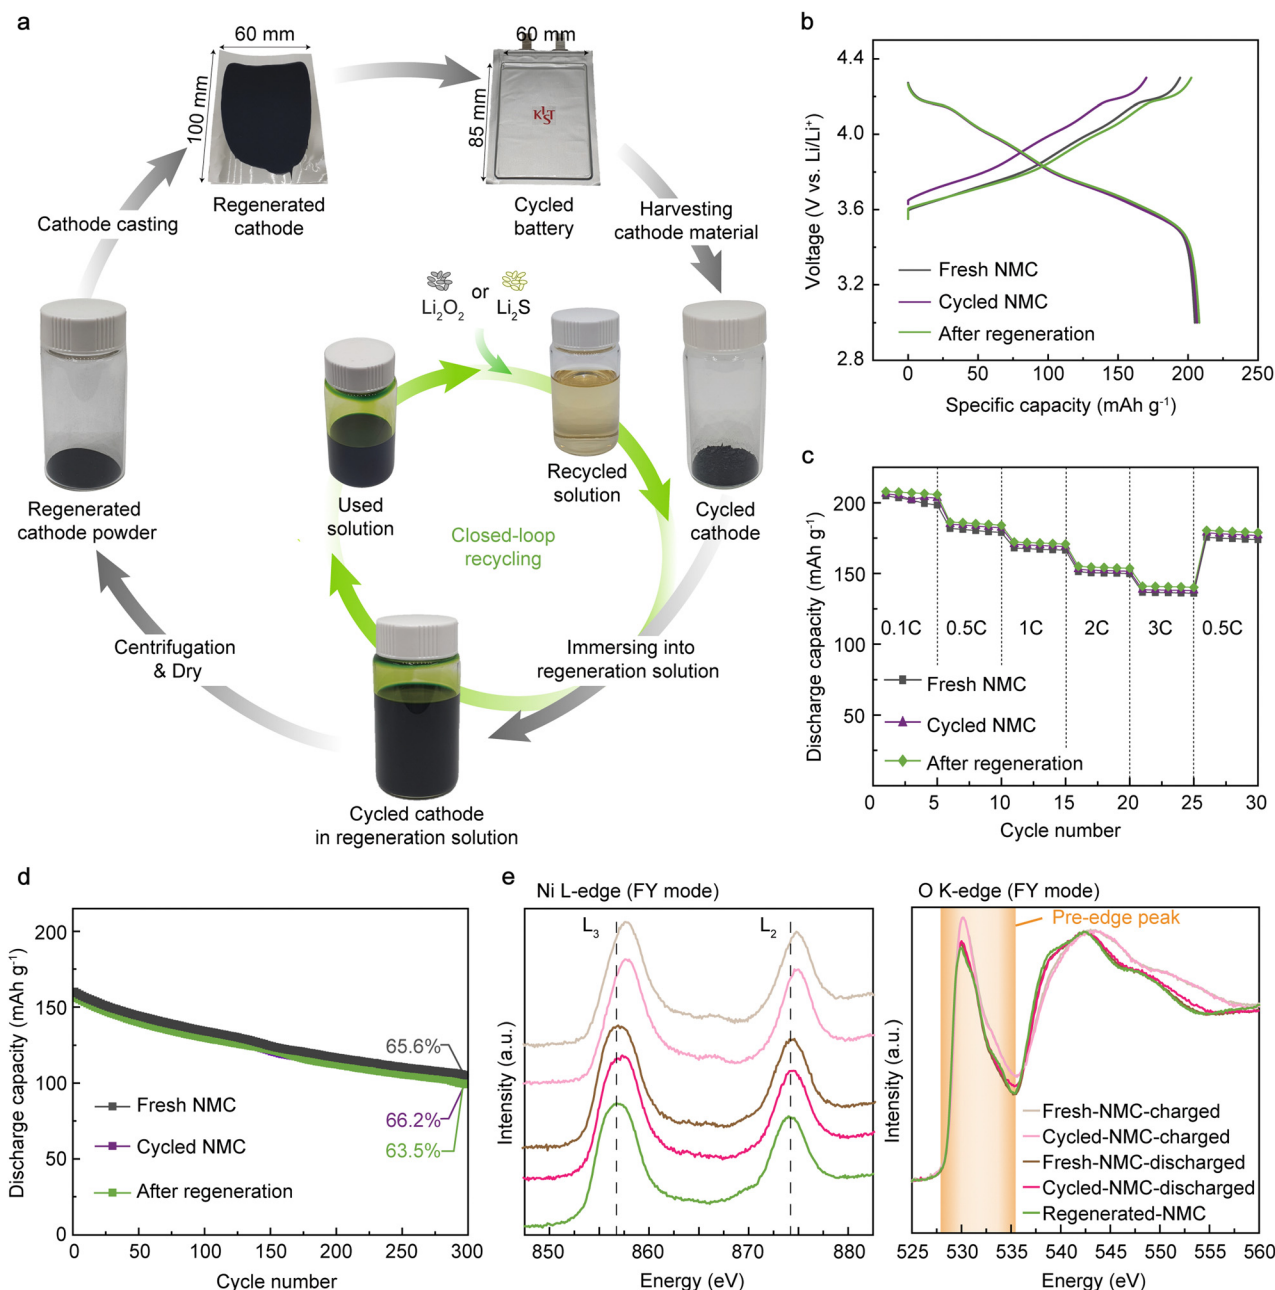 a
60 mm
100 mm
Regenerated
cathode
60 mm
85 mm
KIST
Cycled
battery
Cathode casting
Harvesting
cathode material
Li₂O₂
or
Li₂S
Regenerated
cathode powder
Used
solution
Recycled
solution
Cycled
cathode
Closed-loop
recycling
Centrifugation
& Dry
Immersing into
regeneration solution
Cycled cathode
in regeneration solution
b
Voltage (V vs. Li/Li⁺)
4.4
4.0
3.6
3.2
2.8
Fresh NMC
Cycled NMC
After regeneration
0 50 100 150 200 250
Specific capacity (mAh g⁻¹)
c
Discharge capacity (mAh g⁻¹)
200
150
100
50
0.1C 0.5C 1C 2C 3C 0.5C
Fresh NMC
Cycled NMC
After regeneration
0 5 10 15 20 25 30
Cycle number
d
Discharge capacity (mAh g⁻¹)
200
150
100
50
0
65.6%
66.2%
63.5%
Fresh NMC
Cycled NMC
After regeneration
0 50 100 150 200 250 300
Cycle number
e
Ni L-edge (FY mode)
L₃
L₂
Intensity (a.u.)
850 860 870 880
Energy (eV)
O K-edge (FY mode)
Pre-edge peak
Intensity (a.u.)
Fresh-NMC-charged
Cycled-NMC-charged
Fresh-NMC-discharged
Cycled-NMC-discharged
Regenerated-NMC
525 530 535 540 545 550 555 560
Energy (eV)